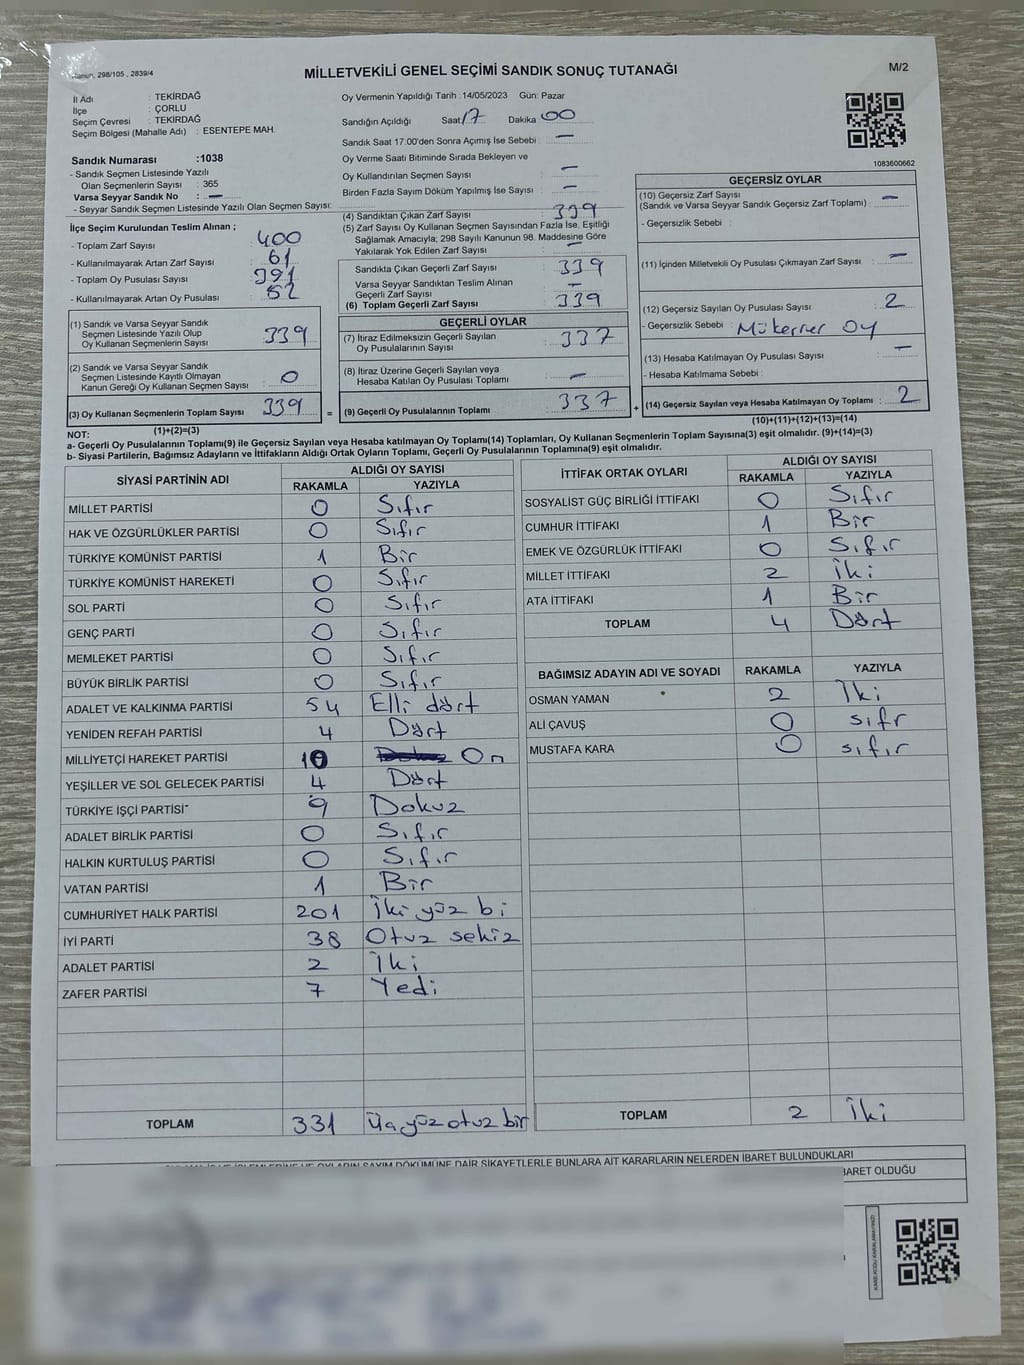 Kanun, 298/105 , 2839/4
MİLLETVEKİLİ GENEL SEÇİMİ SANDIK SONUÇ TUTANAĞI
M/2
İl Adı : TEKİRDAĞ
İlçe : ÇORLU
Seçim Çevresi : TEKİRDAĞ
Seçim Bölgesi (Mahalle Adı) : ESENTEPE MAH.
Sandık Numarası :1038
- Sandık Seçmen Listesinde Yazılı
Olan Seçmenlerin Sayısı : 365
Varsa Seyyar Sandık No : —
- Seyyar Sandık Seçmen Listesinde Yazılı Olan Seçmen Sayısı:
Oy Vermenin Yapıldığı Tarih :14/05/2023 Gün: Pazar
Sandığın Açıldığı Saat 17 Dakika 00
Sandık Saat 17:00'den Sonra Açımış İse Sebebi : —
Oy Verme Saati Bitiminde Sırada Bekleyen ve
Oy Kullandırılan Seçmen Sayısı : —
Birden Fazla Sayım Döküm Yapılmış İse Sayısı : —
1083600662
İlçe Seçim Kurulundan Teslim Alınan ;
- Toplam Zarf Sayısı : 400
- Kullanılmayarak Artan Zarf Sayısı : 61
- Toplam Oy Pusulası Sayısı : 391
- Kullanılmayarak Artan Oy Pusulası : 52
(4) Sandıktan Çıkan Zarf Sayısı : 339
(5) Zarf Sayısı Oy Kullanan Seçmen Sayısından Fazla İse, Eşitliği
Sağlamak Amacıyla; 298 Sayılı Kanunun 98. Maddesine Göre
Yakılarak Yok Edilen Zarf Sayısı : —
Sandıkta Çıkan Geçerli Zarf Sayısı : 339
Varsa Seyyar Sandıktan Teslim Alınan
Geçerli Zarf Sayısı : —
(6) Toplam Geçerli Zarf Sayısı : 339
GEÇERSİZ OYLAR
(10) Geçersiz Zarf Sayısı
(Sandık ve Varsa Seyyar Sandık Geçersiz Zarf Toplamı) : —
- Geçersizlik Sebebi :
(11) İçinden Milletvekili Oy Pusulası Çıkmayan Zarf Sayısı : —
(12) Geçersiz Sayılan Oy Pusulası Sayısı : 2
- Geçersizlik Sebebi : Mükerrer Oy
(13) Hesaba Katılmayan Oy Pusulası Sayısı : —
- Hesaba Katılmama Sebebi :
(14) Geçersiz Sayılan veya Hesaba Katılmayan Oy Toplamı : 2
(10)+(11)+(12)+(13)=(14)
(1) Sandık ve Varsa Seyyar Sandık
Seçmen Listesinde Yazılı Olup
Oy Kullanan Seçmenlerin Sayısı : 339
(2) Sandık ve Varsa Seyyar Sandık
Seçmen Listesinde Kayıtlı Olmayan
Kanun Gereği Oy Kullanan Seçmen Sayısı : 0
(3) Oy Kullanan Seçmenlerin Toplam Sayısı : 339 =
(1)+(2)=(3)
GEÇERLİ OYLAR
(7) İtiraz Edilmeksizin Geçerli Sayılan
Oy Pusulalarının Sayısı : 337
(8) İtiraz Üzerine Geçerli Sayılan veya
Hesaba Katılan Oy Pusulası Toplamı : —
(9) Geçerli Oy Pusulalarının Toplamı : 337 +
NOT:
a- Geçerli Oy Pusulalarının Toplamı(9) ile Geçersiz Sayılan veya Hesaba katılmayan Oy Toplamı(14) Toplamları, Oy Kullanan Seçmenlerin Toplam Sayısına(3) eşit olmalıdır. (9)+(14)=(3)
b- Siyasi Partilerin, Bağımsız Adayların ve İttifakların Aldığı Ortak Oyların Toplamı, Geçerli Oy Pusulalarının Toplamına(9) eşit olmalıdır.
SİYASİ PARTİNİN ADI ALDIĞI OY SAYISI
RAKAMLA YAZIYLA
MİLLET PARTİSİ 0 Sıfır
HAK VE ÖZGÜRLÜKLER PARTİSİ 0 Sıfır
TÜRKİYE KOMÜNİST PARTİSİ 1 Bir
TÜRKİYE KOMÜNİST HAREKETİ 0 Sıfır
SOL PARTİ 0 Sıfır
GENÇ PARTİ 0 Sıfır
MEMLEKET PARTİSİ 0 Sıfır
BÜYÜK BİRLİK PARTİSİ 0 Sıfır
ADALET VE KALKINMA PARTİSİ 54 Elli dört
YENİDEN REFAH PARTİSİ 4 Dört
MİLLİYETÇİ HAREKET PARTİSİ 10 On
YEŞİLLER VE SOL GELECEK PARTİSİ 4 Dört
TÜRKİYE İŞÇİ PARTİSİ 9 Dokuz
ADALET BİRLİK PARTİSİ 0 Sıfır
HALKIN KURTULUŞ PARTİSİ 0 Sıfır
VATAN PARTİSİ 1 Bir
CUMHURİYET HALK PARTİSİ 201 İki yüz bi
İYİ PARTİ 38 Otuz sekiz
ADALET PARTİSİ 2 İki
ZAFER PARTİSİ 7 Yedi
TOPLAM 331 Üçyüzotuzbir
İTTİFAK ORTAK OYLARI ALDIĞI OY SAYISI
RAKAMLA YAZIYLA
SOSYALİST GÜÇ BİRLİĞİ İTTİFAKI 0 Sıfır
CUMHUR İTTİFAKI 1 Bir
EMEK VE ÖZGÜRLÜK İTTİFAKI 0 Sıfır
MİLLET İTTİFAKI 2 İki
ATA İTTİFAKI 1 Bir
TOPLAM 4 Dört
BAĞIMSIZ ADAYIN ADI VE SOYADI RAKAMLA YAZIYLA
OSMAN YAMAN 2 İki
ALİ ÇAVUŞ 0 sıfr
MUSTAFA KARA 0 sıfır
TOPLAM 2 İki
OYLARIN SAYIM DÖKÜMÜNE DAİR ŞİKAYETLERLE BUNLARA AİT KARARLARIN NELERDEN İBARET BULUNDUKLARI
İBARET OLDUĞU